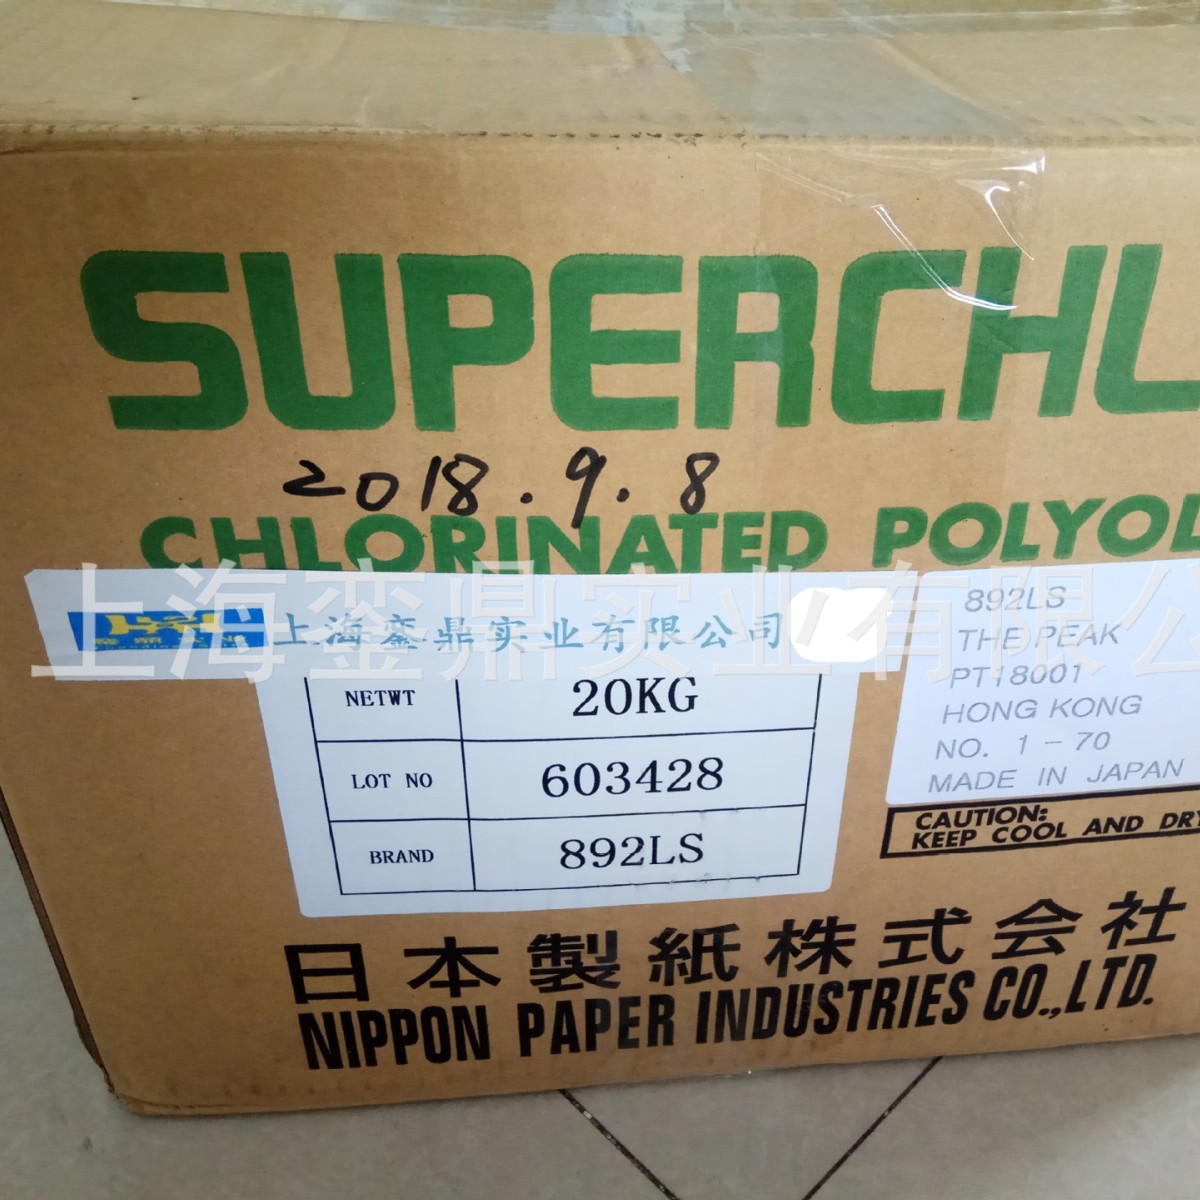 SUPERCHL
2018.9.8
CHLORINATED POLYOL
上海銮鼎实业有限公司
上海銮鼎实业有限公司
NETWT 20KG
LOT NO 603428
BRAND 892LS
892LS
THE PEAK
PT18001
HONG KONG
NO. 1 - 70
MADE IN JAPAN
CAUTION:
KEEP COOL AND DRY
日本製紙株式会社
NIPPON PAPER INDUSTRIES CO.,LTD.